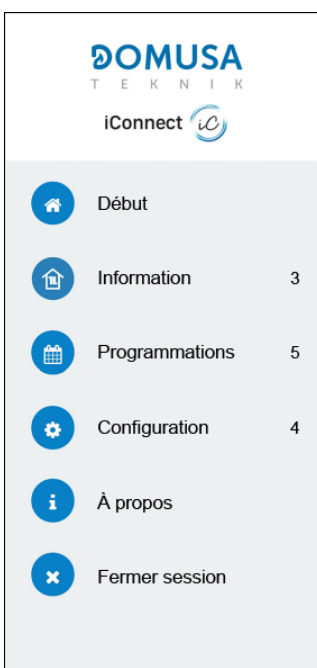 DOMUSA
TEKNIK
iConnect iC
Début
Information 3
Programmations 5
Configuration 4
À propos
Fermer session